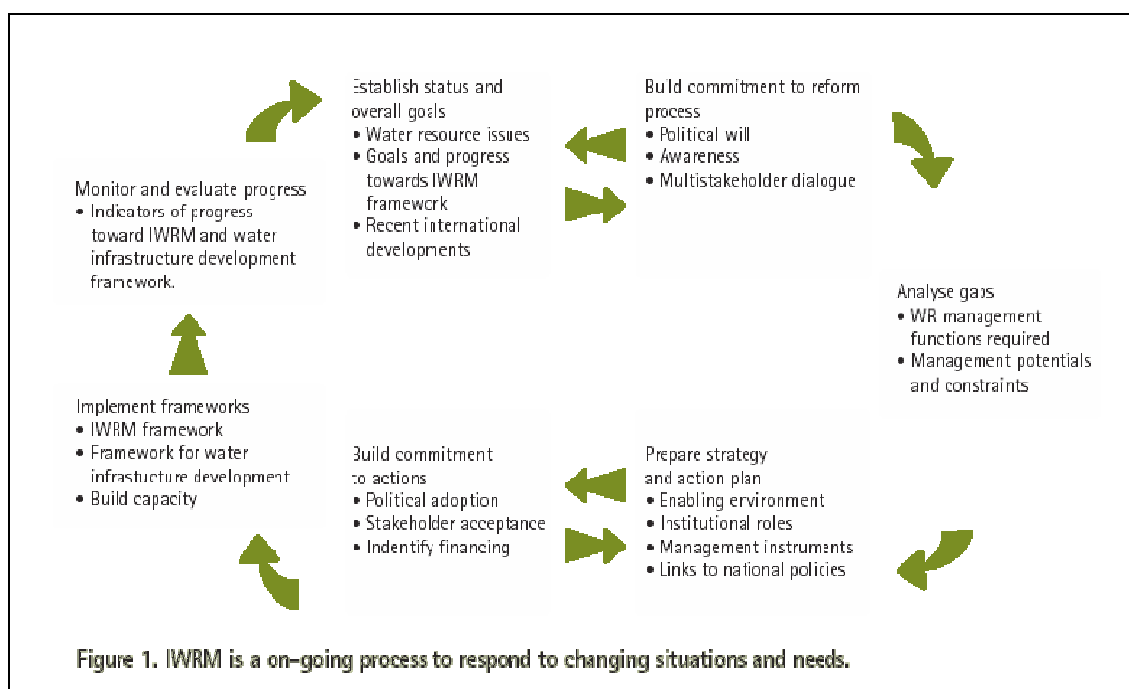 Establish status and
overall goals
• Water resource issues
• Goals and progress
towards IWRM
framework
• Recent international
developments
Build commitment to reform
process
• Political will
• Awareness
• Multistakeholder dialogue
Analyse gaps
• WR management
functions required
• Management potentials
and constraints
Prepare strategy
and action plan
• Enabling environment
• Institutional roles
• Management instruments
• Links to national policies
Build commitment
to actions
• Political adoption
• Stakeholder acceptance
• Indentify financing
Implement frameworks
• IWRM framework
• Framework for water
infrastucture development
• Build capacity
Monitor and evaluate progress
• Indicators of progress
toward IWRM and water
infrastructure development
framework.
Figure 1. IWRM is a on-going process to respond to changing situations and needs.